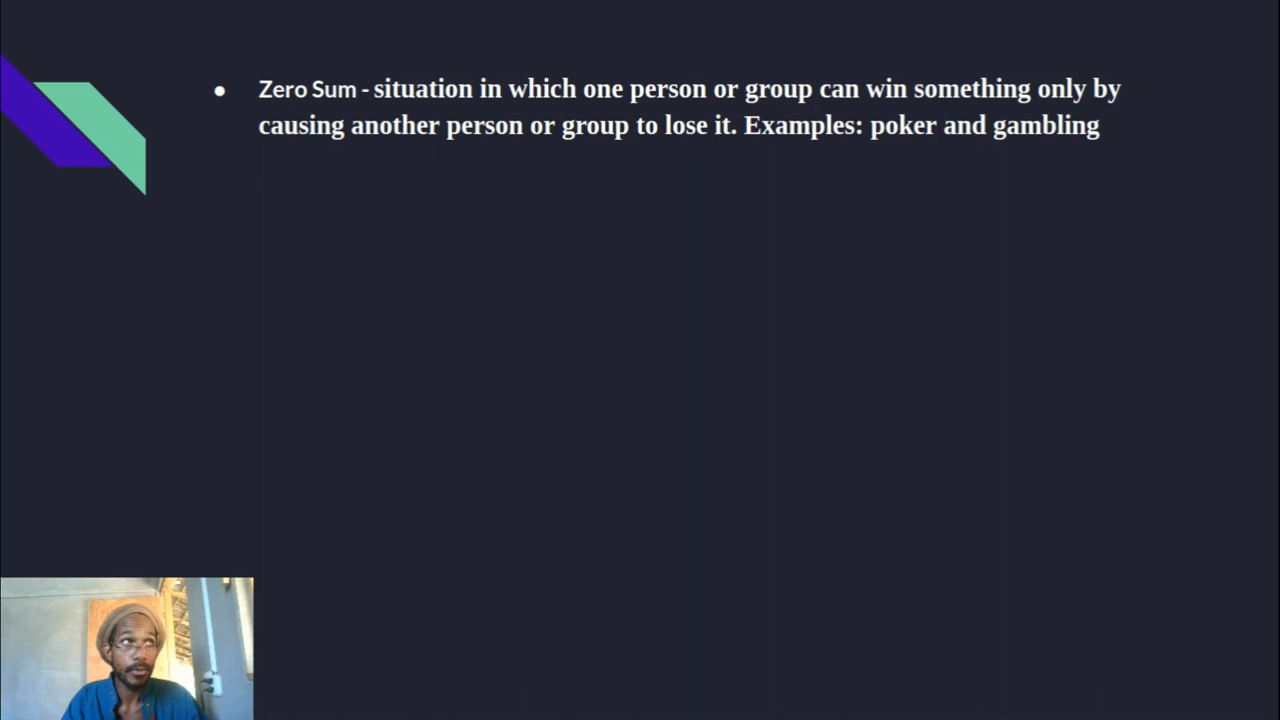 ● Zero Sum - situation in which one person or group can win something only by
causing another person or group to lose it. Examples: poker and gambling